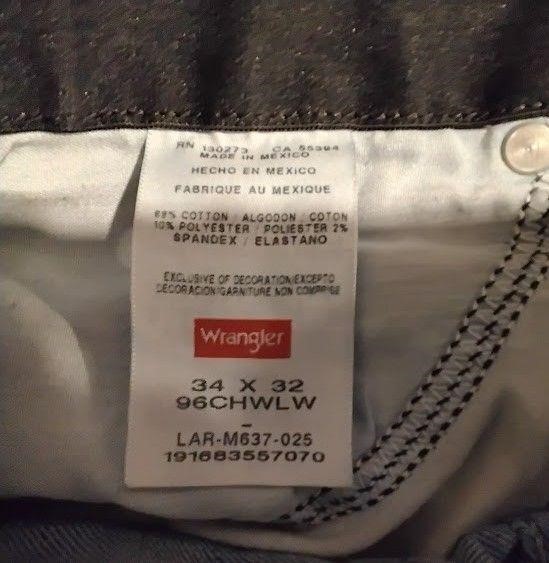 RN 130273 CA 55394
MADE IN MEXICO
HECHO EN MEXICO
FABRIQUE AU MEXIQUE
88% COTTON / ALGODON / COTON
10% POLYESTER / POLIESTER 2%
SPANDEX / ELASTANO
EXCLUSIVE OF DECORATION/EXCEPTO
DECORACION/GARNITURE NON COMPRISE
Wrangler
34 X 32
96CHWLW
-
LAR-M637-025
191683557070